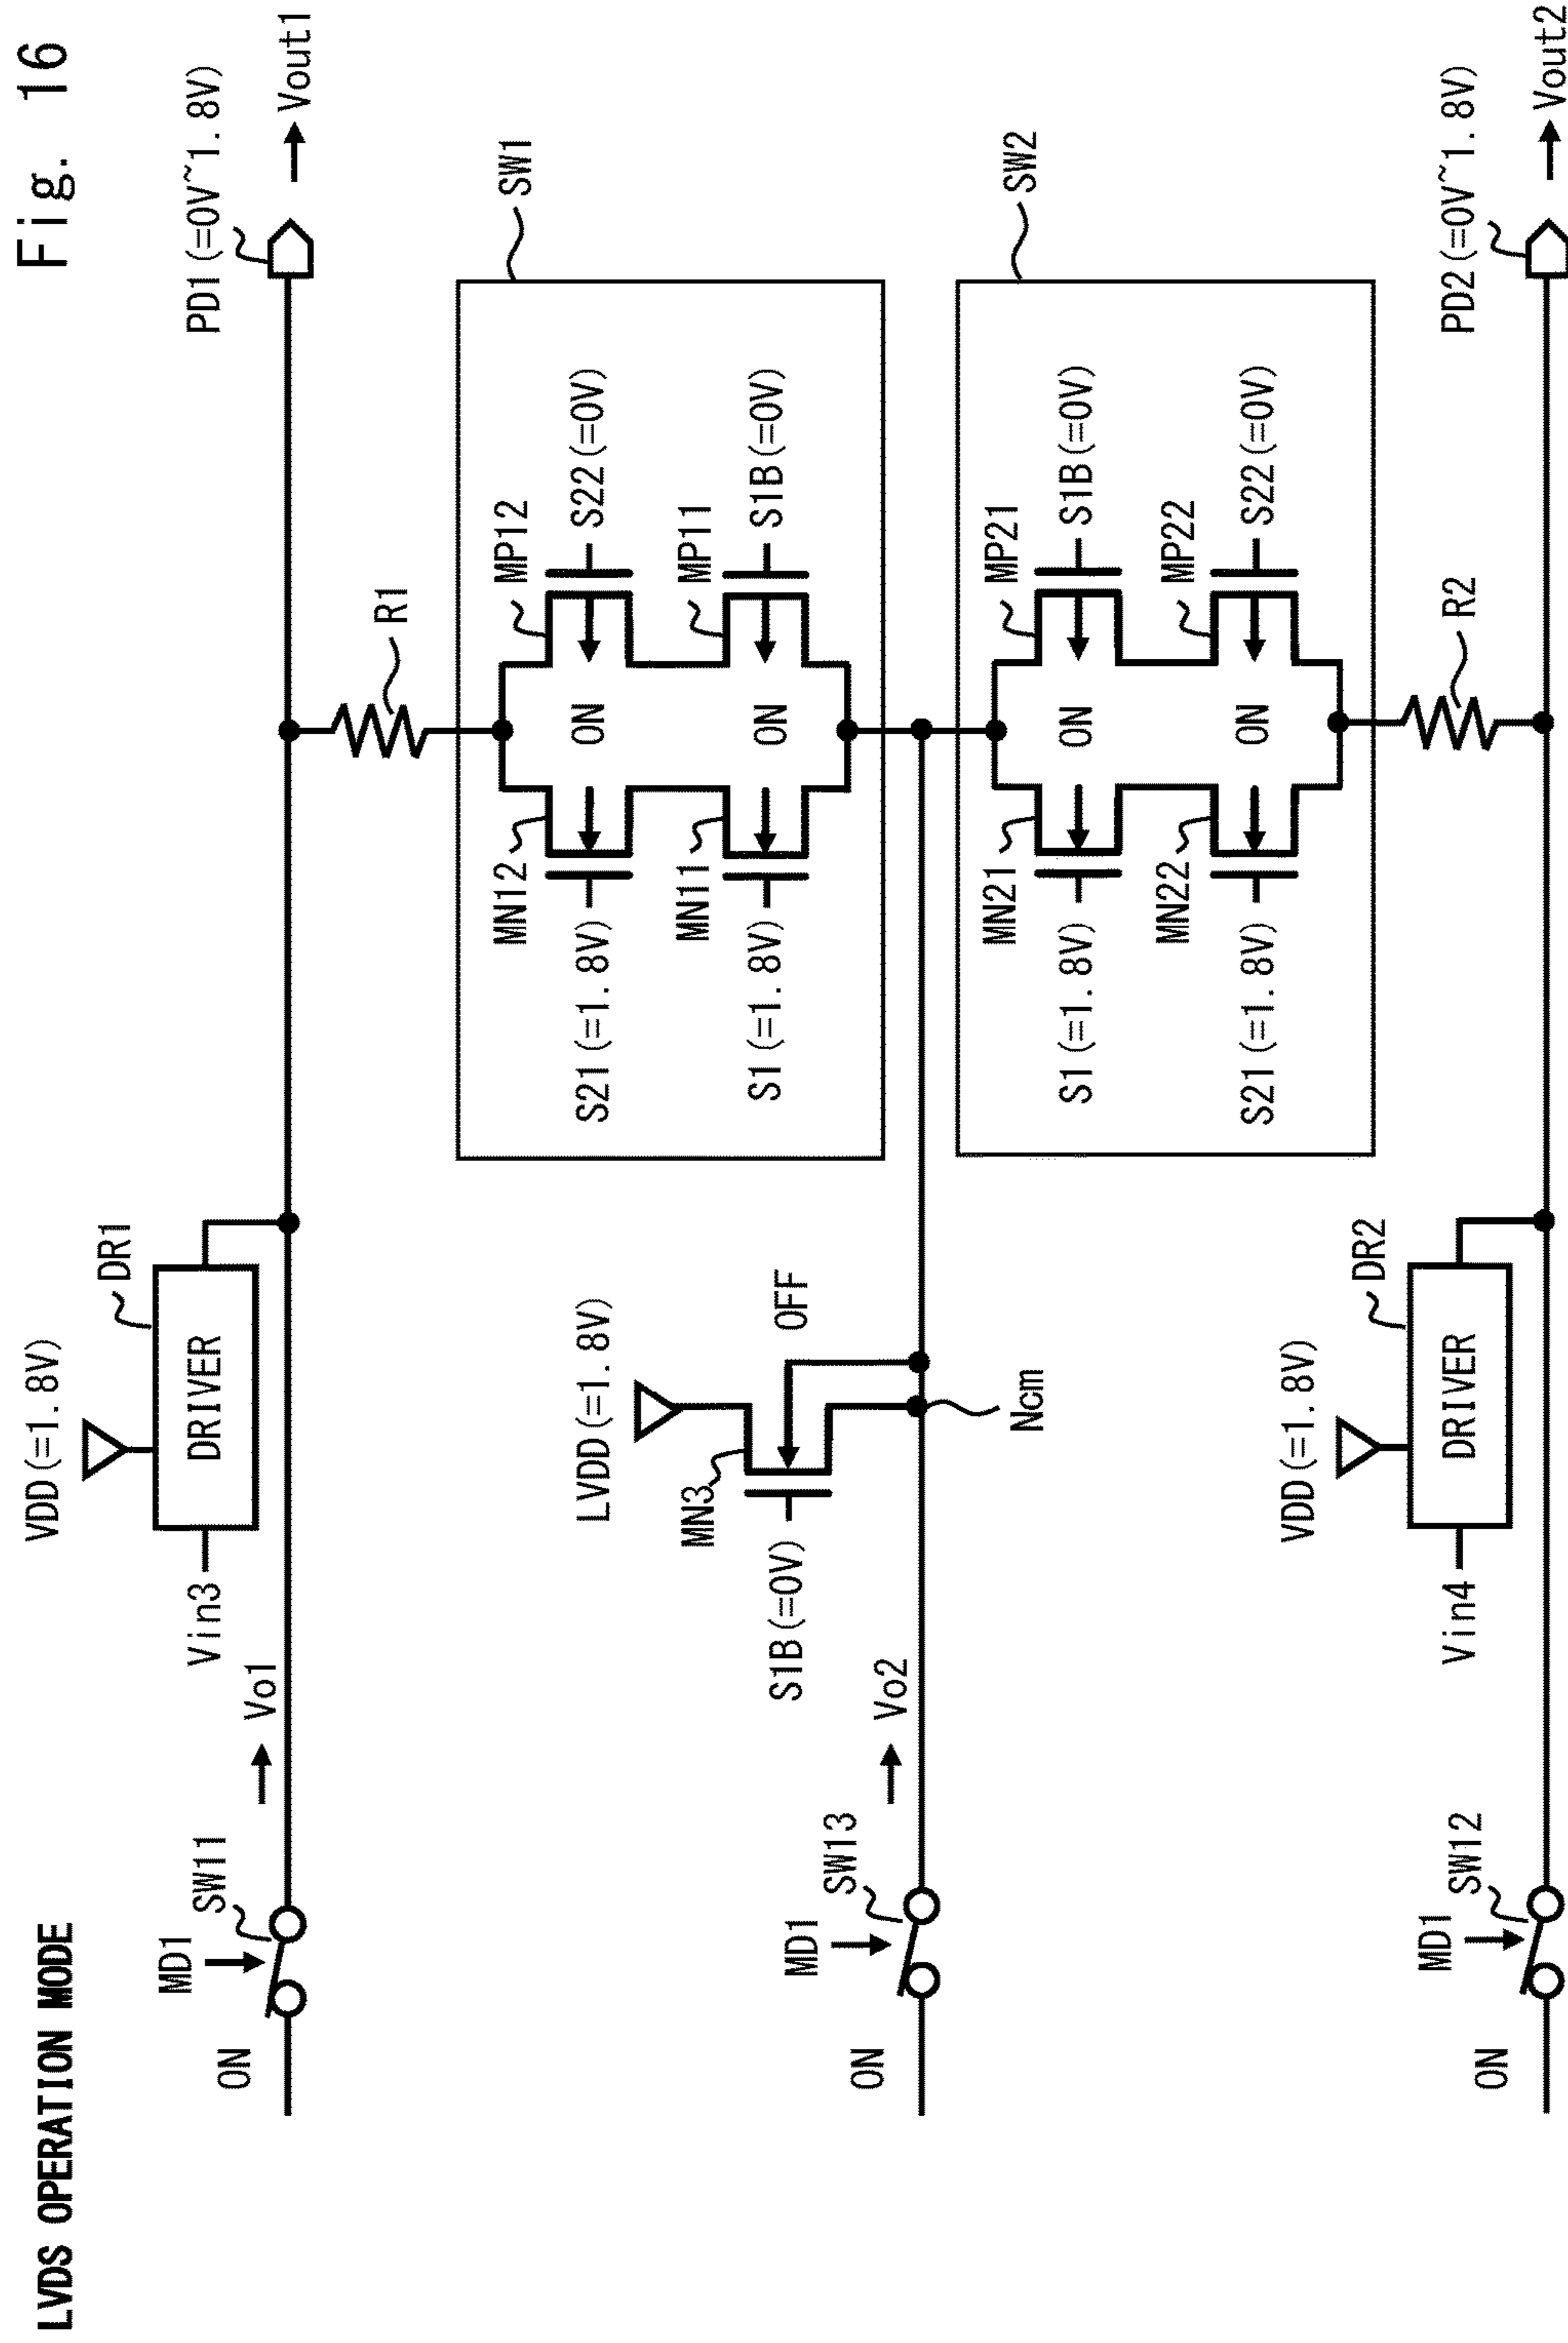 Fig. 16
LVDS OPERATION MODE
VDD(=1.8V)
DR1
DRIVER
Vin3
PD1(=0V~1.8V)
Vout1
MD1
SW11
ON
Vo1
R1
SW1
MN12
MP12
S21(=1.8V)
ON
S22(=0V)
MN11
MP11
S1(=1.8V)
ON
S1B(=0V)
LVDD(=1.8V)
MN3
OFF
S1B(=0V)
Ncm
MD1
SW13
ON
Vo2
SW2
MN21
MP21
S1(=1.8V)
ON
S1B(=0V)
MN22
MP22
S21(=1.8V)
ON
S22(=0V)
R2
VDD(=1.8V)
DR2
DRIVER
Vin4
PD2(=0V~1.8V)
Vout2
MD1
SW12
ON